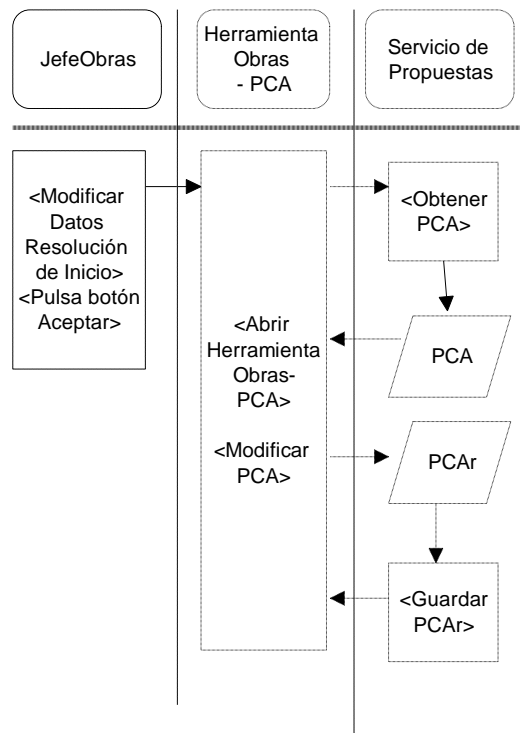 JefeObras
Herramienta
Obras
- PCA
Servicio de
Propuestas
<Modificar
Datos
Resolución
de Inicio>
<Pulsa botón
Aceptar>
<Abrir
Herramienta
Obras-
PCA>
<Modificar
PCA>
<Obtener
PCA>
PCA
PCAr
<Guardar
PCAr>